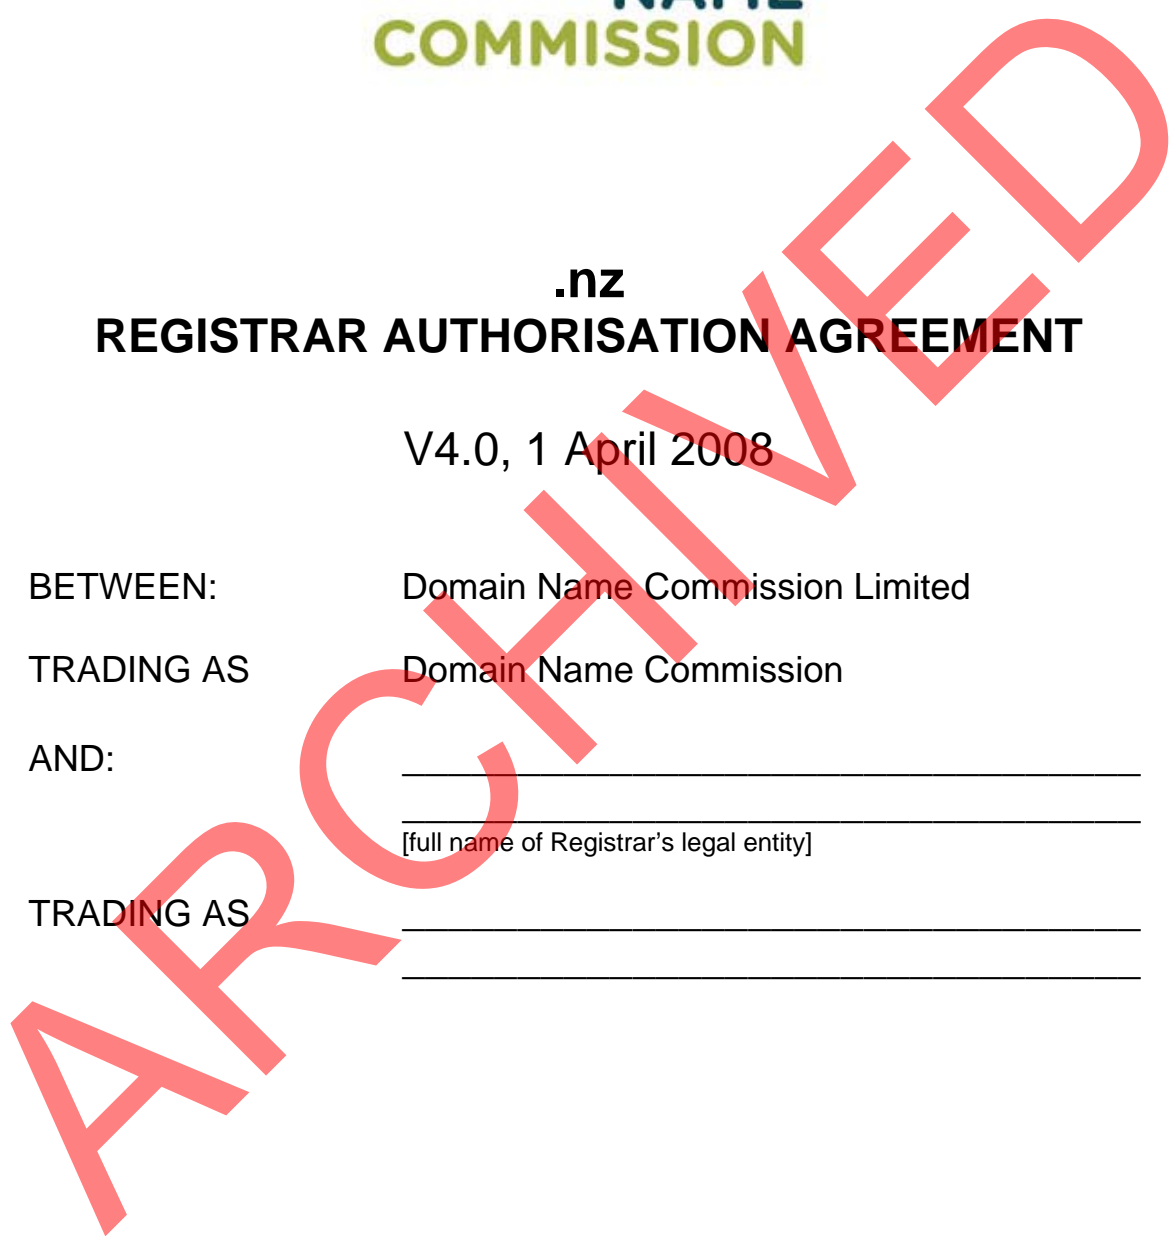 NAME
COMMISSION
.nz
REGISTRAR AUTHORISATION AGREEMENT
V4.0, 1 April 2008
BETWEEN: Domain Name Commission Limited
TRADING AS Domain Name Commission
AND:
[full name of Registrar's legal entity]
TRADING AS
ARCHIVED